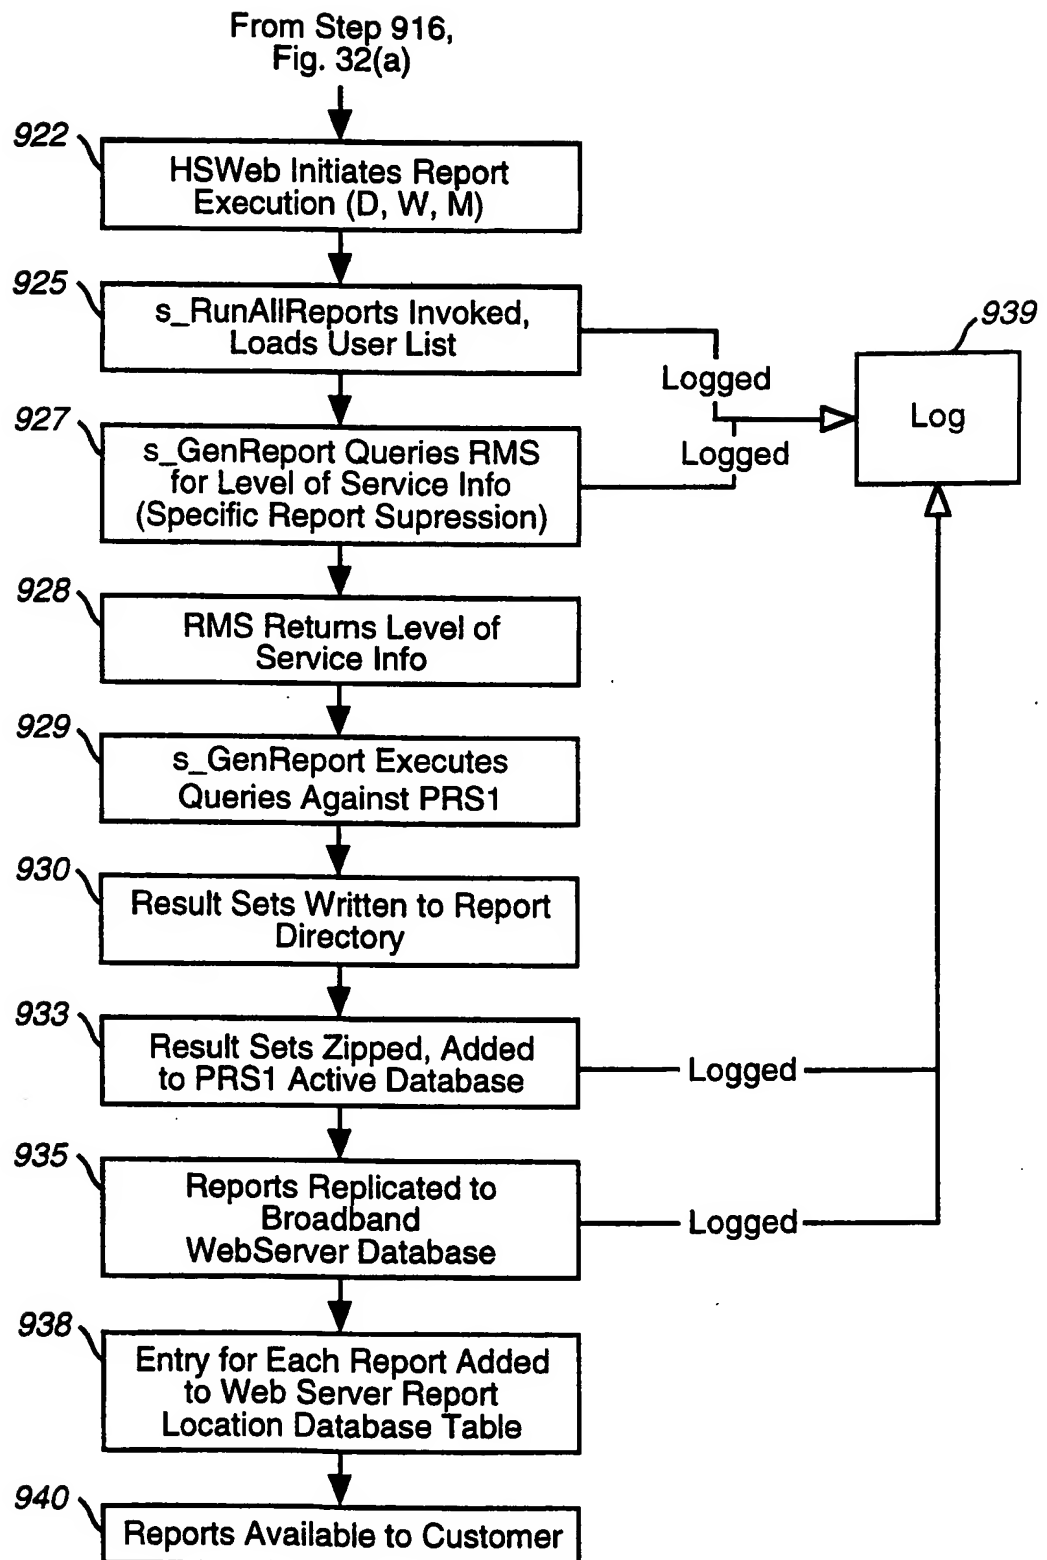 From Step 916,
Fig. 32(a)
922
HSWeb Initiates Report
Execution (D, W, M)
925
s_RunAllReports Invoked,
Loads User List
939
Logged
Log
927
s_GenReport Queries RMS
for Level of Service Info
(Specific Report Supression)
Logged
928
RMS Returns Level of
Service Info
929
s_GenReport Executes
Queries Against PRS1
930
Result Sets Written to Report
Directory
933
Result Sets Zipped, Added
to PRS1 Active Database
Logged
935
Reports Replicated to
Broadband
WebServer Database
Logged
938
Entry for Each Report Added
to Web Server Report
Location Database Table
940
Reports Available to Customer